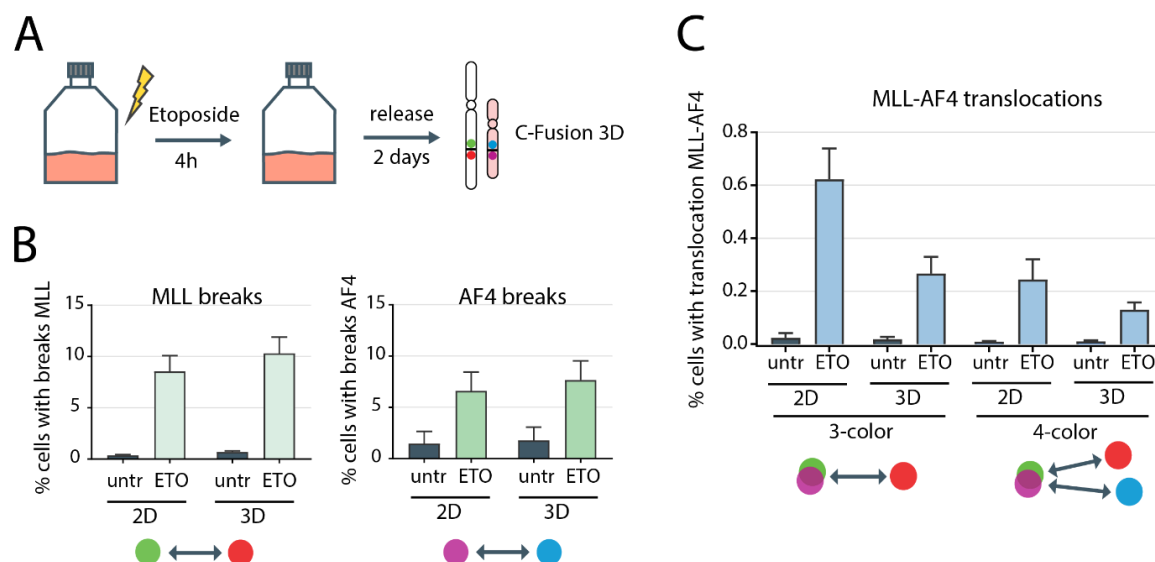 A
Etoposide
4h
release
2 days
C-Fusion 3D
B
% cells with breaks MLL
MLL breaks
15
10
5
0
untr ETO untr ETO
2D 3D
% cells with breaks AF4
AF4 breaks
15
10
5
0
untr ETO untr ETO
2D 3D
C
MLL-AF4 translocations
% cells with translocation MLL-AF4
0.8
0.6
0.4
0.2
0.0
untr ETO untr ETO untr ETO untr ETO
2D 3D 2D 3D
3-color 4-color